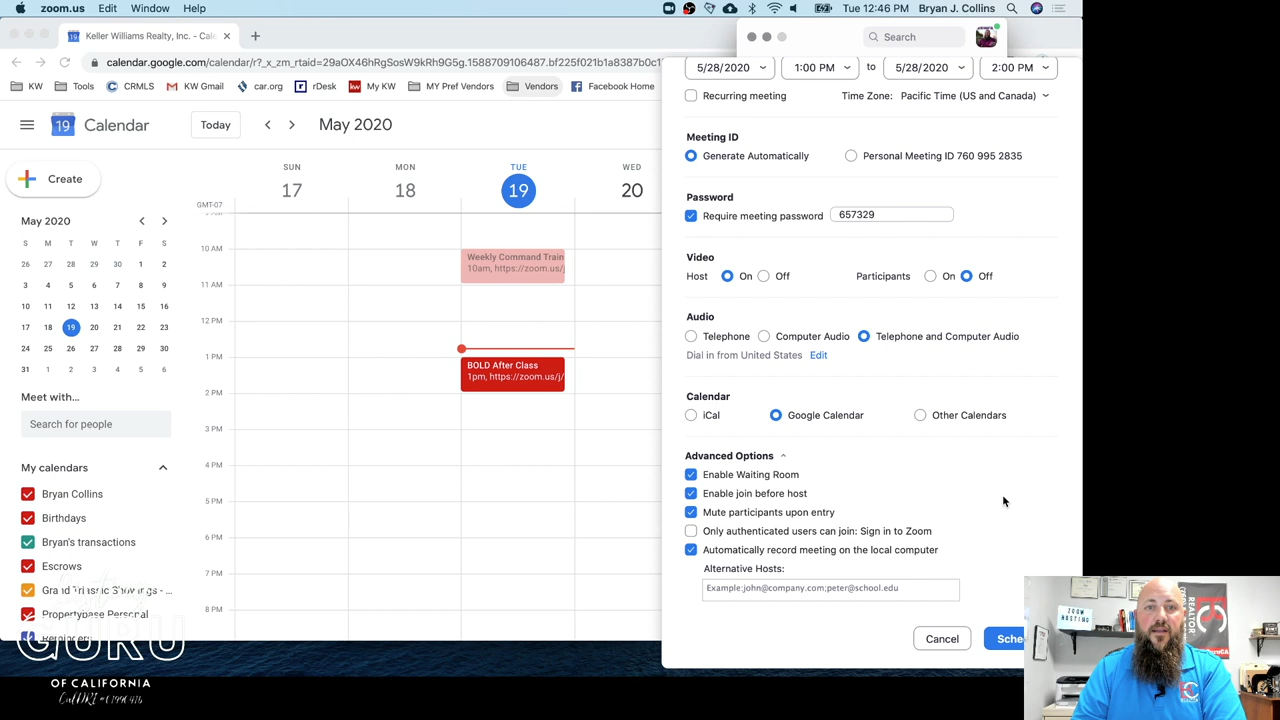 zoom.us Edit Window Help Tue 12:46 PM Bryan J. Collins
Keller Williams Realty, Inc. - Cale
Search
calendar.google.com/calendar/r?_x_zm_rtaid=
5/28/2020 1:00 PM to 5/28/2020 2:00 PM
KW Tools CRMLS KW Gmail car.org rDesk My KW MY Pref Vendors Vendors Facebook Home
Recurring meeting Time Zone: Pacific Time (US and Canada)
19 Calendar Today May 2020
Meeting ID
Generate Automatically Personal Meeting ID 760 995 2835
Create
SUN MON TUE WED
17 18 19 20
Password
Require meeting password 657329
GMT-07
May 2020
S M T W T F S
26 27 28 29 30 1 2
3 4 5 6 7 8 9
10 11 12 13 14 15 16
17 18 19 20 21 22 23
24 25 26 27 28 29 30
31 1 2 3 4 5 6
10 AM
11 AM
12 PM
1 PM
2 PM
3 PM
4 PM
5 PM
6 PM
7 PM
8 PM
Weekly Command Train
10am, https://zoom.us/j
BOLD After Class
1pm, https://zoom.us/j/
Video
Host On Off Participants On Off
Audio
Telephone Computer Audio Telephone and Computer Audio
Dial in from United States Edit
Calendar
iCal Google Calendar Other Calendars
Meet with...
Search for people
My calendars
Bryan Collins
Birthdays
Bryan's transactions
Escrows
Propertybase Personal
Reminders
Advanced Options
Enable Waiting Room
Enable join before host
Mute participants upon entry
Only authenticated users can join: Sign in to Zoom
Automatically record meeting on the local computer
Alternative Hosts:
Example:john@company.com;peter@school.edu
Cancel Sche
GURU
OF CALIFORNIA
ZOOM
HOSTING
REALTOR